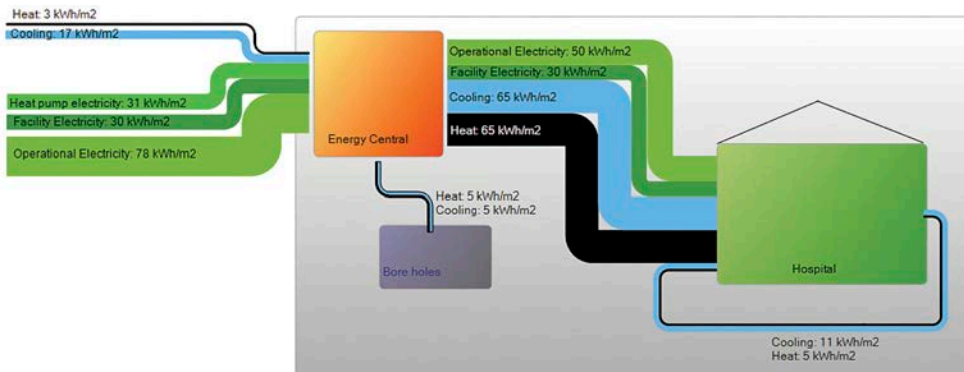 Heat: 3 kWh/m2
Cooling: 17 kWh/m2
Heat pump electricity: 31 kWh/m2
Facility Electricity: 30 kWh/m2
Operational Electricity: 78 kWh/m2
Energy Central
Operational Electricity: 50 kWh/m2
Facility Electricity: 30 kWh/m2
Cooling: 65 kWh/m2
Heat: 65 kWh/m2
Heat: 5 kWh/m2
Cooling: 5 kWh/m2
Bore holes
Hospital
Cooling: 11 kWh/m2
Heat: 5 kWh/m2